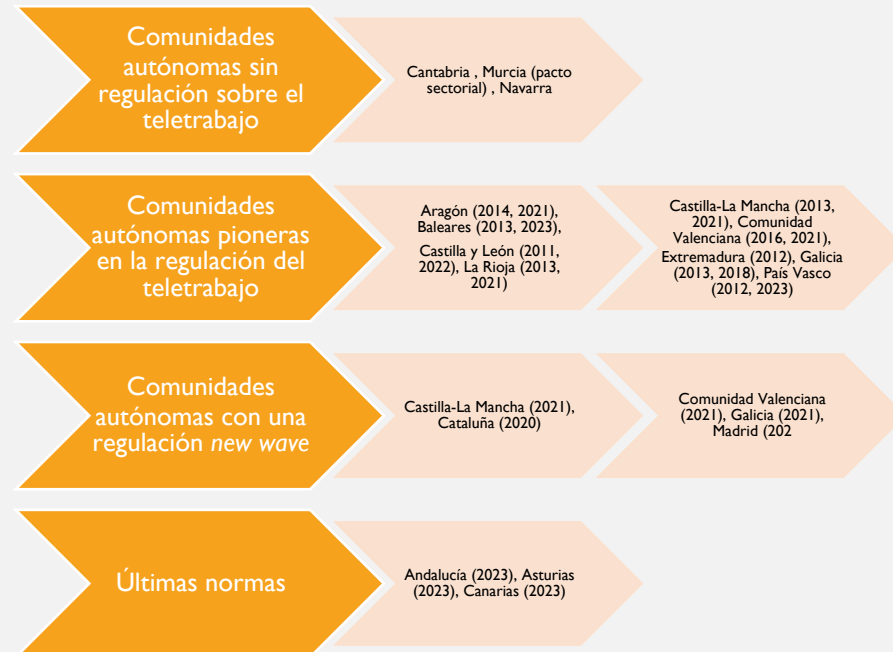 Comunidades
autónomas sin
regulación sobre el
teletrabajo
Cantabria , Murcia (pacto
sectorial) , Navarra
Comunidades
autónomas pioneras
en la regulación del
teletrabajo
Aragón (2014, 2021),
Baleares (2013, 2023),
Castilla y León (2011,
2022), La Rioja (2013,
2021)
Castilla-La Mancha (2013,
2021), Comunidad
Valenciana (2016, 2021),
Extremadura (2012), Galicia
(2013, 2018), País Vasco
(2012, 2023)
Comunidades
autónomas con una
regulación new wave
Castilla-La Mancha (2021),
Cataluña (2020)
Comunidad Valenciana
(2021), Galicia (2021),
Madrid (202
Últimas normas
Andalucía (2023), Asturias
(2023), Canarias (2023)